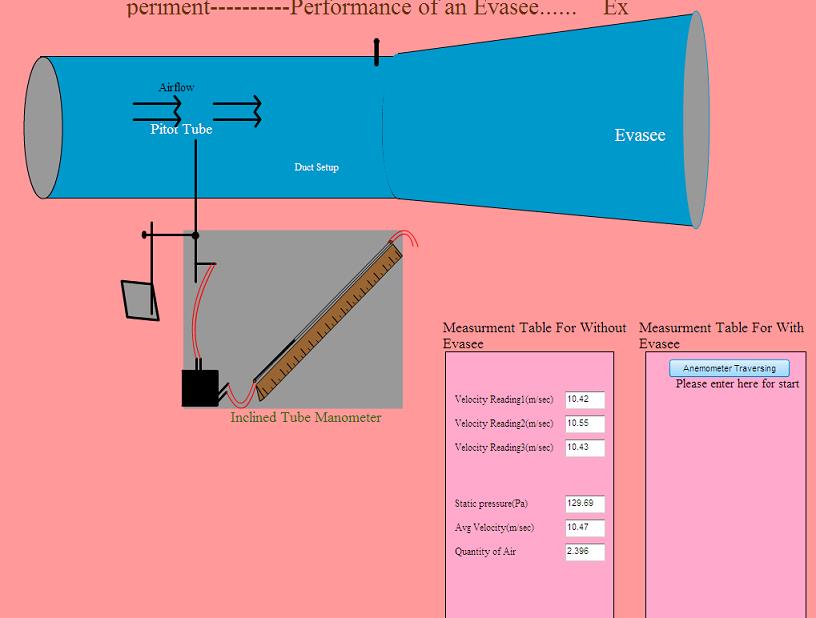 periment----------Performance of an Evasee...... Ex
Airflow
Pitot Tube
Evasee
Duct Setup
Inclined Tube Manometer
Measurment Table For Without
Evasee
Velocity Reading1(m/sec) 10.42
Velocity Reading2(m/sec) 10.55
Velocity Reading3(m/sec) 10.43
Static pressure(Pa) 129.69
Avg Velocity(m/sec) 10.47
Quantity of Air 2.396
Measurment Table For With
Evasee
Anemometer Traversing
Please enter here for start